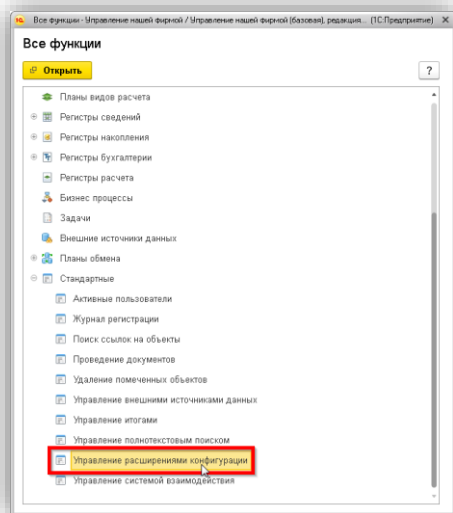 Все функции - Управление нашей фирмой / Управление нашей фирмой (базовая), редакция... (1С:Предприятие)
Все функции
Открыть
?
Планы видов расчета
Регистры сведений
Регистры накопления
Регистры бухгалтерии
Регистры расчета
Бизнес процессы
Задачи
Внешние источники данных
Планы обмена
Стандартные
Активные пользователи
Журнал регистрации
Поиск ссылок на объекты
Проведение документов
Удаление помеченных объектов
Управление внешними источниками данных
Управление итогами
Управление полнотекстовым поиском
Управление расширениями конфигурации
Управление системой взаимодействия